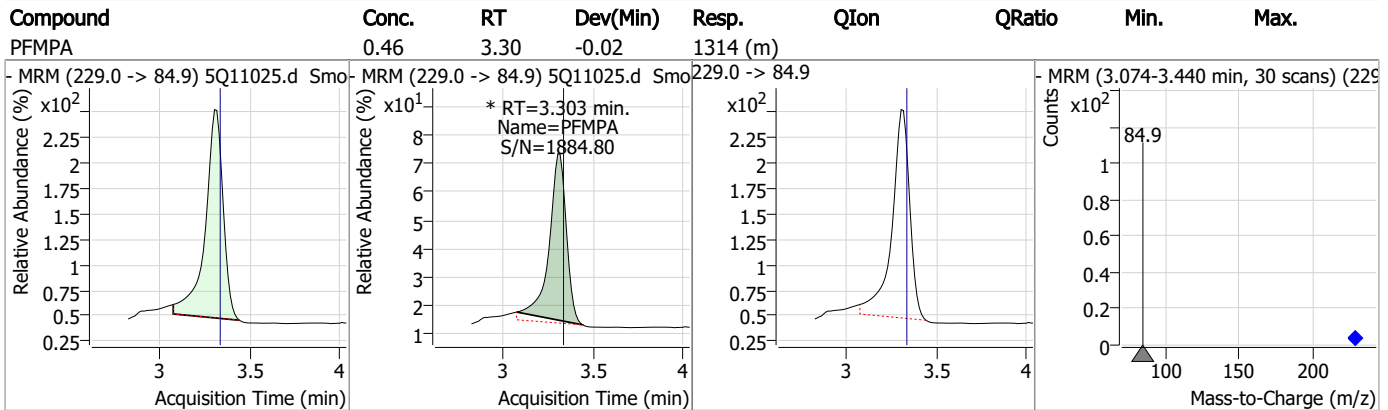 Compound Conc. RT Dev(Min) Resp. QIon QRatio Min. Max.
PFMPA 0.46 3.30 -0.02 1314 (m)
- MRM (229.0 -> 84.9) 5Q11025.d Smo
Relative Abundance (%)
x10²
2.25
2
1.75
1.5
1.25
1
0.75
0.5
0.25
3 3.5 4
Acquisition Time (min)
- MRM (229.0 -> 84.9) 5Q11025.d Smo
Relative Abundance (%)
x10¹
* RT=3.303 min.
Name=PFMPA
S/N=1884.80
8
7
6
5
4
3
2
1
3 3.5 4
Acquisition Time (min)
229.0 -> 84.9
Relative Abundance (%)
x10²
2.25
2
1.75
1.5
1.25
1
0.75
0.5
0.25
3 3.5 4
Acquisition Time (min)
- MRM (3.074-3.440 min, 30 scans) (229
Counts
x10²
84.9
1
0.8
0.6
0.4
0.2
0
100 150 200
Mass-to-Charge (m/z)